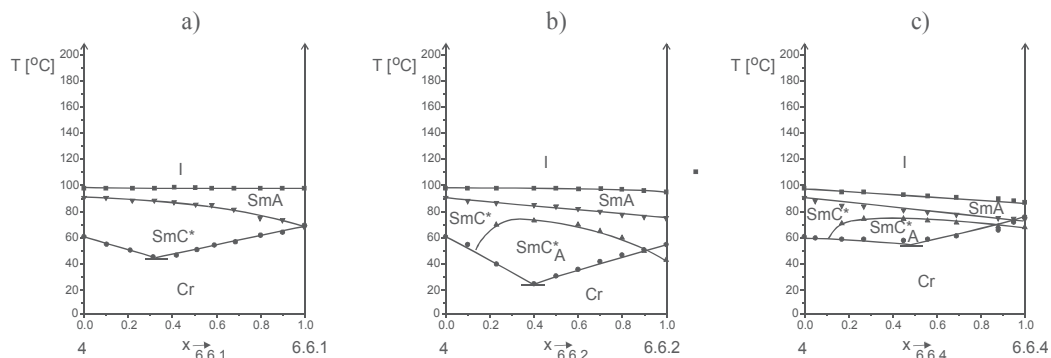 a) b) c)
T [°C] T [°C] T [°C]
200 200 200
180 180 180
160 160 160
140 140 140
120 120 120
I I I
100 100 100
SmA SmA SmA
80 80 80
SmC* SmC* SmC*
60 60 60
SmC*A SmC*A
40 40 40
Cr Cr Cr
20 20 20
0 0 0
0.0 0.2 0.4 0.6 0.8 1.0 0.0 0.2 0.4 0.6 0.8 1.0 0.0 0.2 0.4 0.6 0.8 1.0
4 x→6.6.1 6.6.1 4 x→6.6.2 6.6.2 4 x→6.6.4 6.6.4